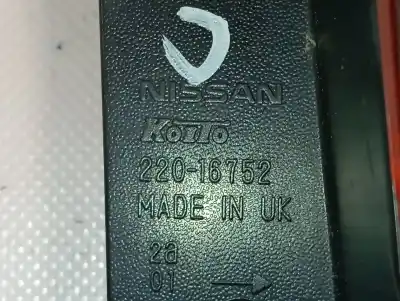 NISSAN
KOITO
220-16752
MADE IN UK
2a
01